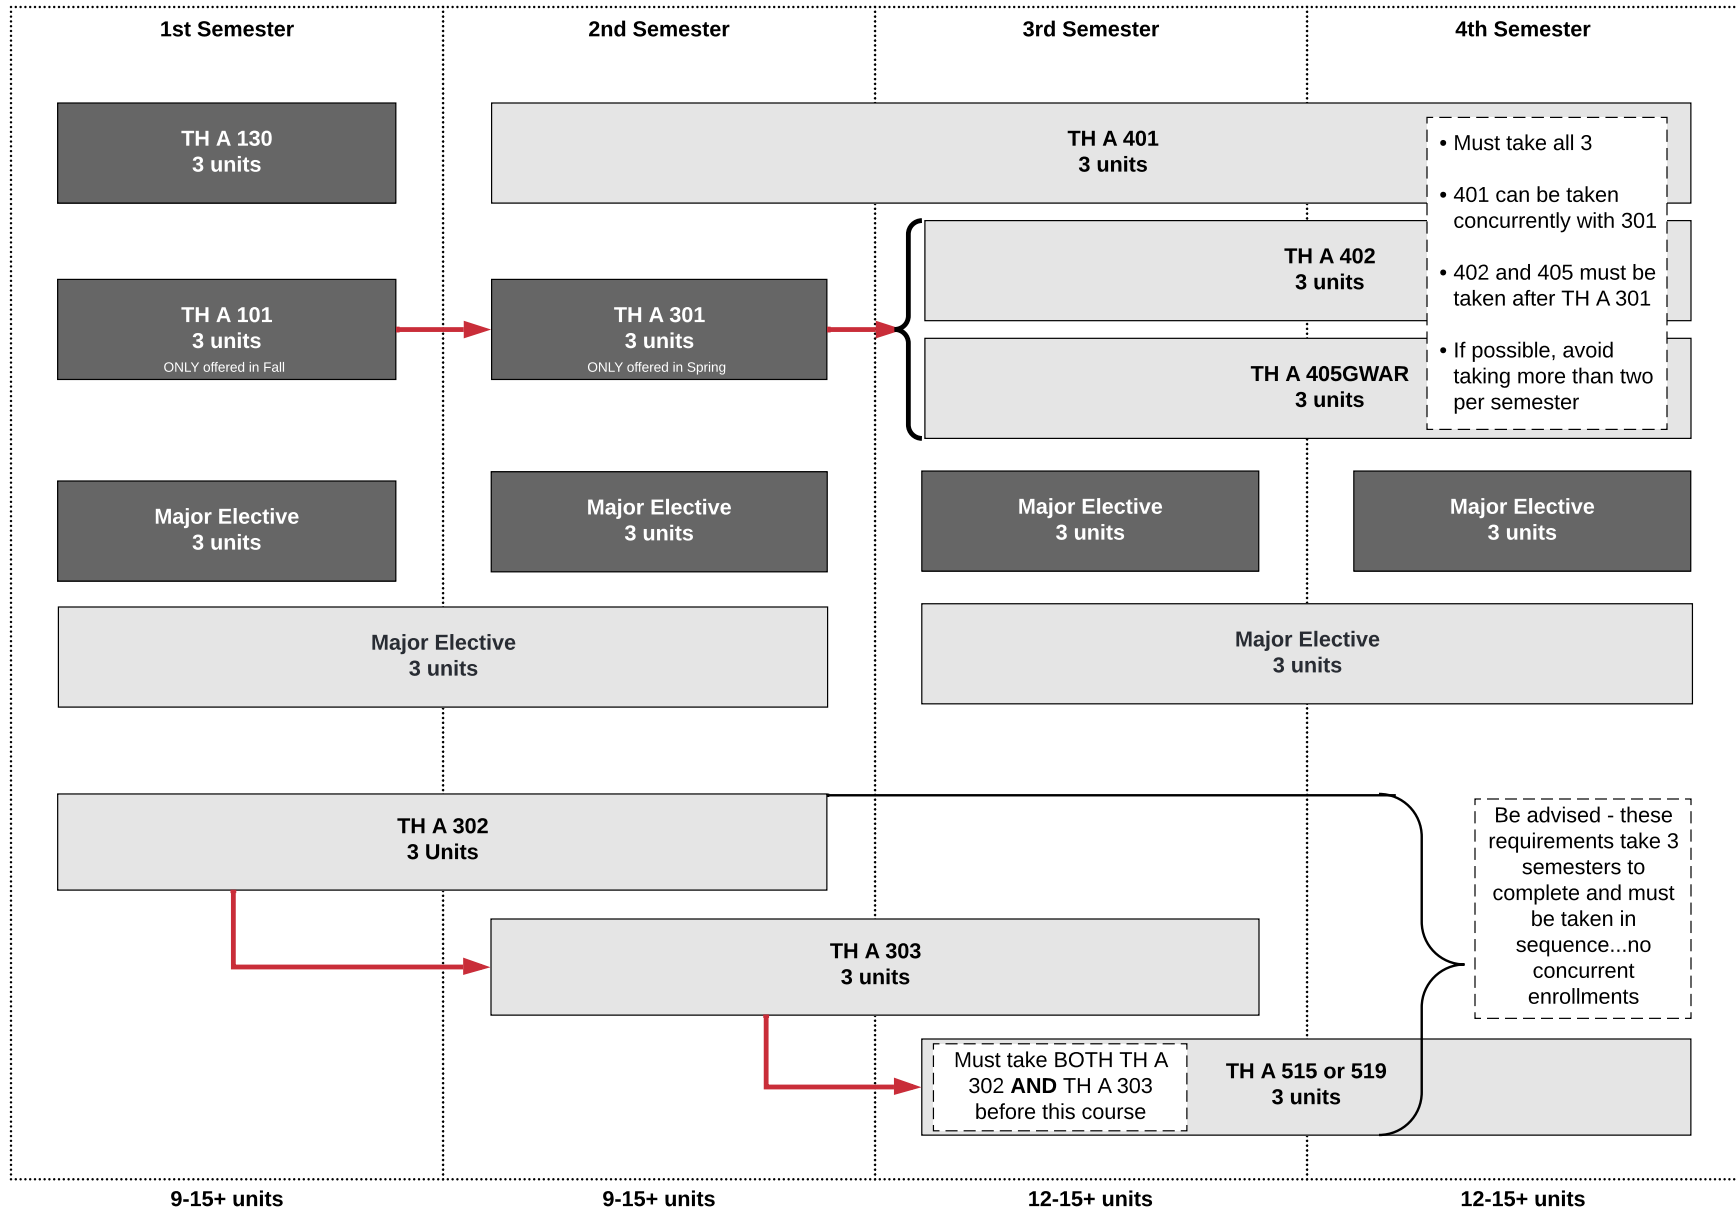 1st Semester
2nd Semester
3rd Semester
4th Semester
TH A 130
3 units
TH A 401
3 units
• Must take all 3
• 401 can be taken
concurrently with 301
• 402 and 405 must be
taken after TH A 301
• If possible, avoid
taking more than two
per semester
TH A 402
3 units
TH A 101
3 units
ONLY offered in Fall
TH A 301
3 units
ONLY offered in Spring
TH A 405GWAR
3 units
Major Elective
3 units
Major Elective
3 units
Major Elective
3 units
Major Elective
3 units
Major Elective
3 units
Major Elective
3 units
TH A 302
3 Units
Be advised - these
requirements take 3
semesters to
complete and must
be taken in
sequence...no
concurrent
enrollments
TH A 303
3 units
Must take BOTH TH A
302 AND TH A 303
before this course
TH A 515 or 519
3 units
9-15+ units
9-15+ units
12-15+ units
12-15+ units